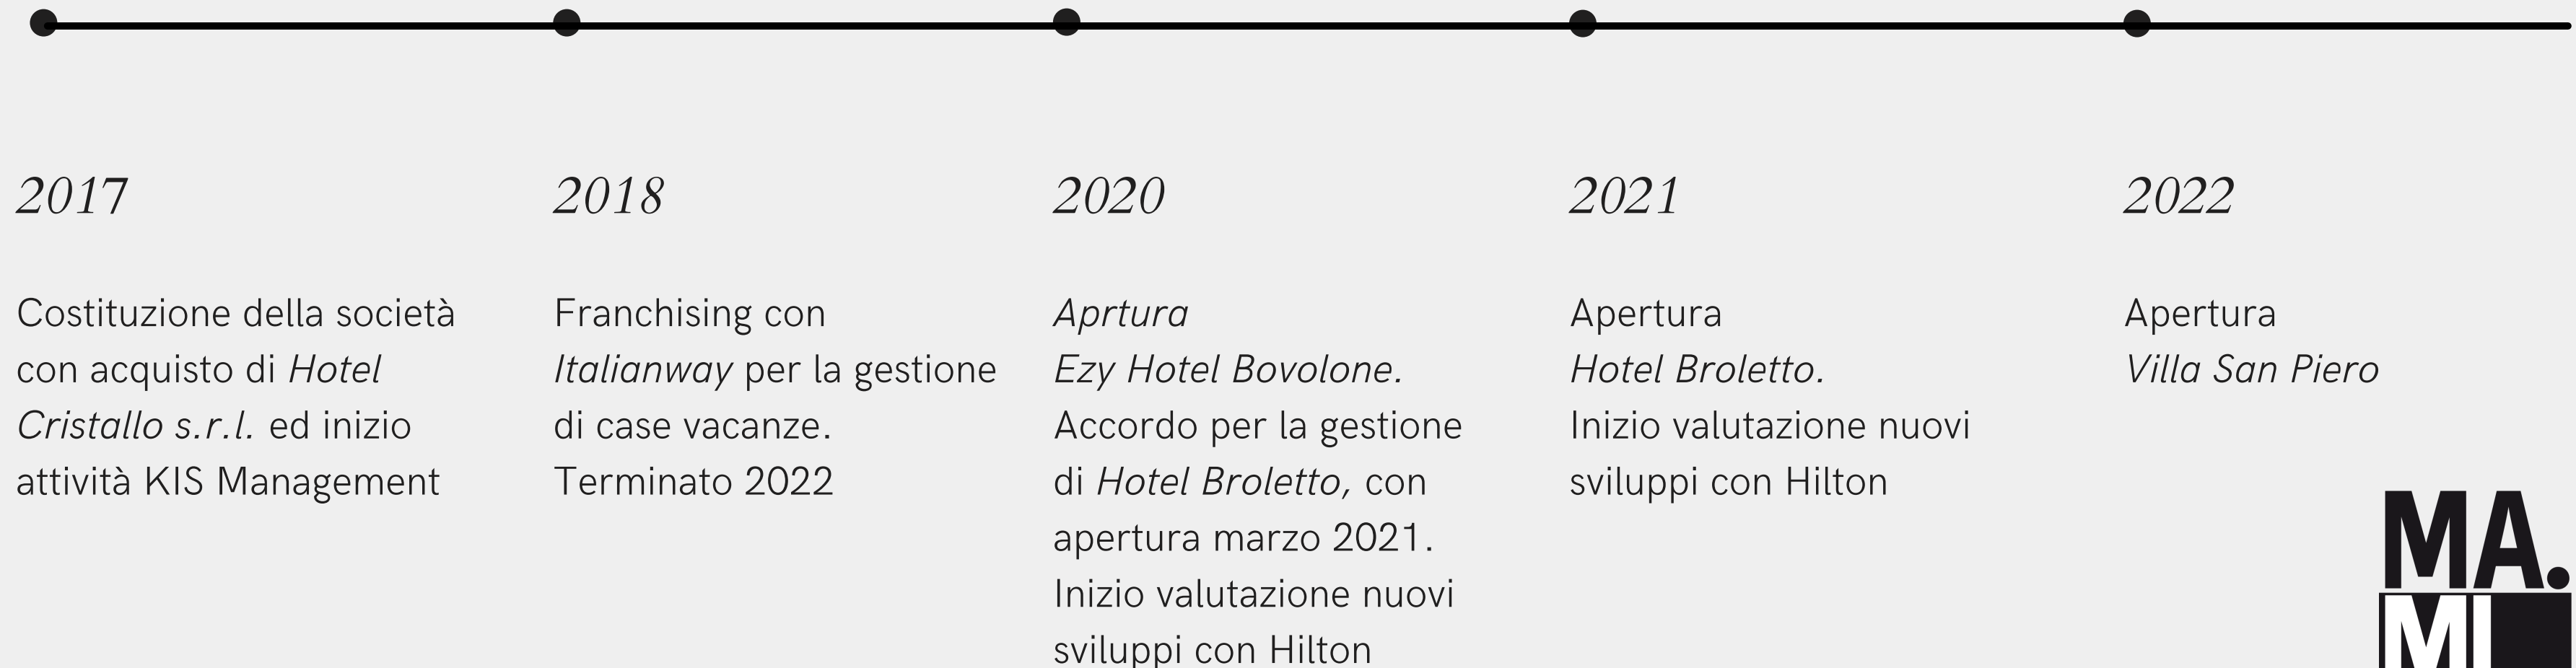 2017
Costituzione della società
con acquisto di Hotel
Cristallo s.r.l. ed inizio
attività KIS Management
2018
Franchising con
Italianway per la gestione
di case vacanze.
Terminato 2022
2020
Aprtura
Ezy Hotel Bovolone.
Accordo per la gestione
di Hotel Broletto, con
apertura marzo 2021.
Inizio valutazione nuovi
sviluppi con Hilton
2021
Apertura
Hotel Broletto.
Inizio valutazione nuovi
sviluppi con Hilton
2022
Apertura
Villa San Piero
MA.
MI